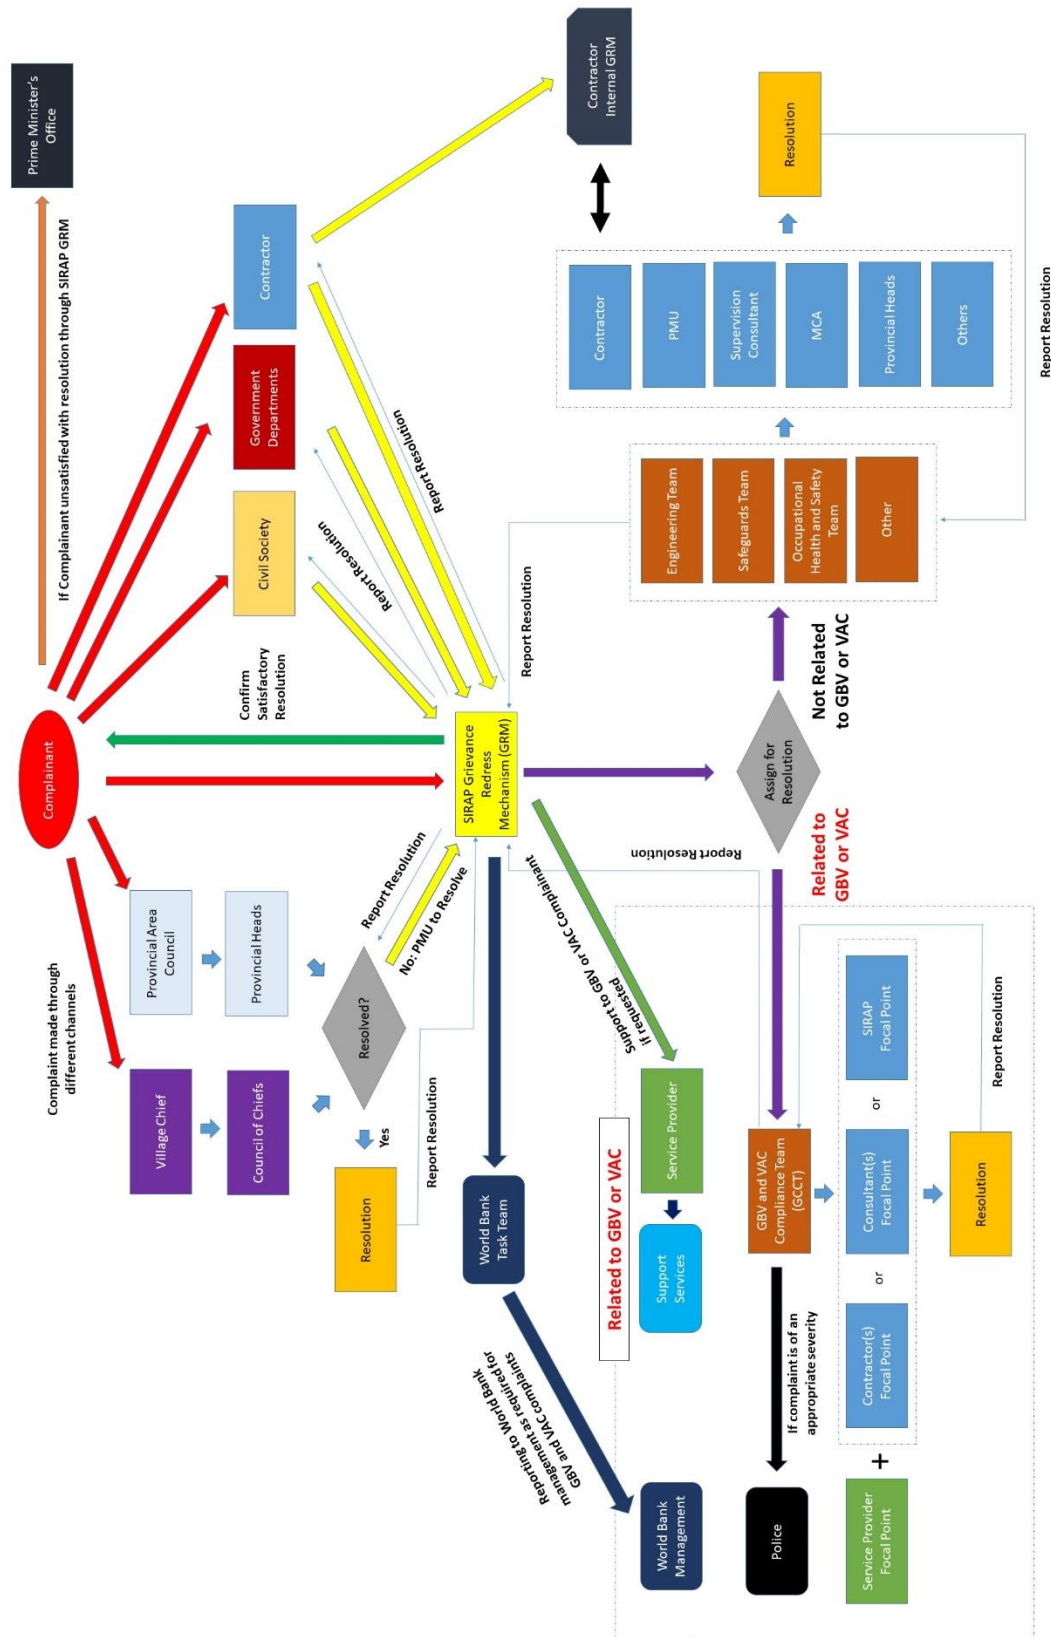 Complainant
Prime Minister's
Office
If Complainant unsatisfied with resolution through SIRAP GRM
Complaint made through
different channels
Village Chief
Council of Chiefs
Provincial Area
Council
Provincial Heads
Civil Society
Government
Departments
Contractor
Resolved?
Yes
Resolution
Report Resolution
Report Resolution
No: PMU to Resolve
Confirm
Satisfactory
Resolution
Report Resolution
Report Resolution
SIRAP Grievance
Redress
Mechanism (GRM)
Contractor
Internal GRM
World Bank
Task Team
Reporting to World Bank
management as required for
GBV and VAC complaints
World Bank
Management
Related to GBV or VAC
Support to GBV or VAC Complainant
if requested
Service Provider
Support
Services
Report Resolution
Report Resolution
Assign for
Resolution
Related to
GBV or VAC
Not Related
to GBV or VAC
GBV and VAC
Compliance Team
(GCCT)
If complaint is of an
appropriate severity
Police
Service Provider
Focal Point
+
Contractor(s)
Focal Point
or
Consultant(s)
Focal Point
or
SIRAP
Focal Point
Resolution
Report Resolution
Engineering Team
Safeguards Team
Occupational
Health and Safety
Team
Other
Contractor
PMU
Supervision
Consultant
MCA
Provincial Heads
Others
Resolution
Report Resolution